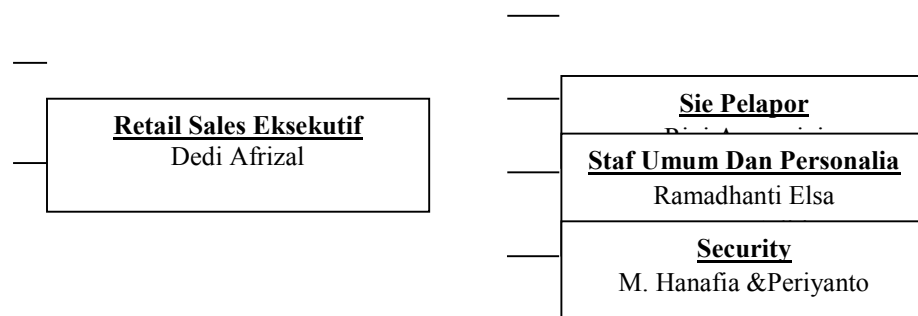 Retail Sales Eksekutif
Dedi Afrizal
Sie Pelapor
Staf Umum Dan Personalia
Ramadhanti Elsa
Security
M. Hanafia &Periyanto